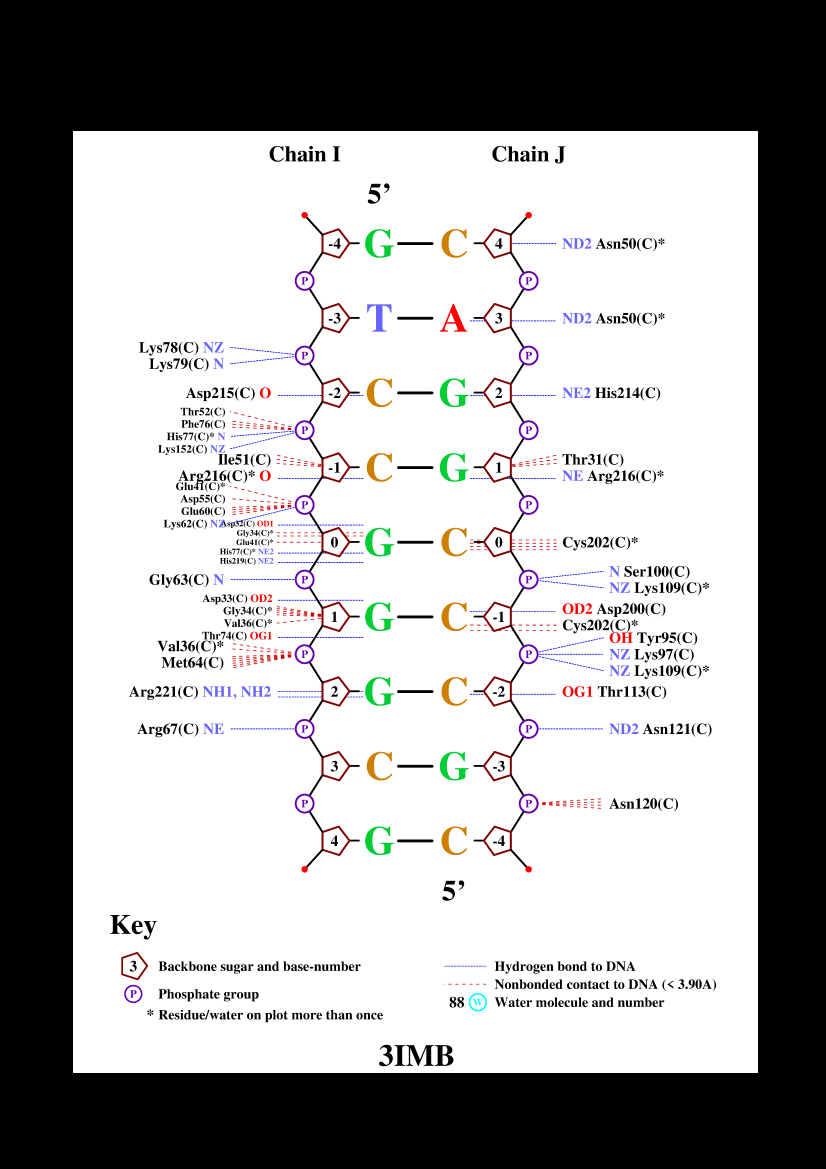 Chain I Chain J
5’
-4 G C 4 ND2 Asn50(C)*
P P
-3 T A 3 ND2 Asn50(C)*
Lys78(C) NZ
P P
Lys79(C) N
Asp215(C) O -2 C G 2 NE2 His214(C)
Thr52(C)
Phe76(C)
P P
His77(C)* N
Lys152(C) NZ
Ile51(C) -1 C G 1 Thr31(C)
Arg216(C)* O NE Arg216(C)*
Glu41(C)*
Asp55(C)
P P
Glu60(C)
Lys62(C) NZ Asp32(C) OD1
Gly34(C)*
Glu41(C)* 0 G C 0 Cys202(C)*
His77(C)* NE2
His219(C) NE2
N Ser100(C)
Gly63(C) N P P
NZ Lys109(C)*
Asp33(C) OD2
Gly34(C)* 1 G C -1 OD2 Asp200(C)
Val36(C)* Cys202(C)*
Thr74(C) OG1 OH Tyr95(C)
Val36(C)*
P P NZ Lys97(C)
Met64(C)
NZ Lys109(C)*
Arg221(C) NH1, NH2 2 G C -2 OG1 Thr113(C)
Arg67(C) NE P P ND2 Asn121(C)
3 C G -3
P P Asn120(C)
4 G C -4
5’
Key
3 Backbone sugar and base-number Hydrogen bond to DNA
Nonbonded contact to DNA (< 3.90A)
P Phosphate group
88 W Water molecule and number
* Residue/water on plot more than once
3IMB